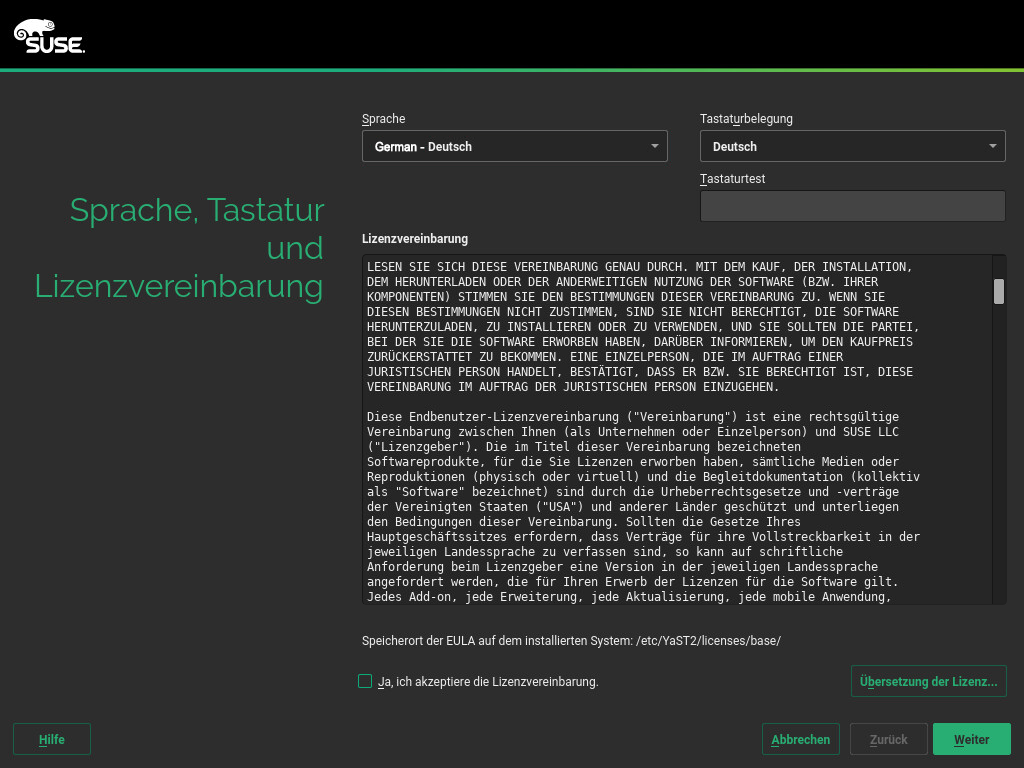 SUSE
Sprache
Tastaturbelegung
German - Deutsch
Deutsch
Tastaturtest
Sprache, Tastatur
und
Lizenzvereinbarung
Lizenzvereinbarung
LESEN SIE SICH DIESE VEREINBARUNG GENAU DURCH. MIT DEM KAUF, DER INSTALLATION,
DEM HERUNTERLADEN ODER DER ANDERWEITIGEN NUTZUNG DER SOFTWARE (BZW. IHRER
KOMPONENTEN) STIMMEN SIE DEN BESTIMMUNGEN DIESER VEREINBARUNG ZU. WENN SIE
DIESEN BESTIMMUNGEN NICHT ZUSTIMMEN, SIND SIE NICHT BERECHTIGT, DIE SOFTWARE
HERUNTERZULADEN, ZU INSTALLIEREN ODER ZU VERWENDEN, UND SIE SOLLTEN DIE PARTEI,
BEI DER SIE DIE SOFTWARE ERWORBEN HABEN, DARÜBER INFORMIEREN, UM DEN KAUFPREIS
ZURÜCKERSTATTET ZU BEKOMMEN. EINE EINZELPERSON, DIE IM AUFTRAG EINER
JURISTISCHEN PERSON HANDELT, BESTÄTIGT, DASS ER BZW. SIE BERECHTIGT IST, DIESE
VEREINBARUNG IM AUFTRAG DER JURISTISCHEN PERSON EINZUGEHEN.
Diese Endbenutzer-Lizenzvereinbarung ("Vereinbarung") ist eine rechtsgültige
Vereinbarung zwischen Ihnen (als Unternehmen oder Einzelperson) und SUSE LLC
("Lizenzgeber"). Die im Titel dieser Vereinbarung bezeichneten
Softwareprodukte, für die Sie Lizenzen erworben haben, sämtliche Medien oder
Reproduktionen (physisch oder virtuell) und die Begleitdokumentation (kollektiv
als "Software" bezeichnet) sind durch die Urheberrechtsgesetze und -verträge
der Vereinigten Staaten ("USA") und anderer Länder geschützt und unterliegen
den Bedingungen dieser Vereinbarung. Sollten die Gesetze Ihres
Hauptgeschäftssitzes erfordern, dass Verträge für ihre Vollstreckbarkeit in der
jeweiligen Landessprache zu verfassen sind, so kann auf schriftliche
Anforderung beim Lizenzgeber eine Version in der jeweiligen Landessprache
angefordert werden, die für Ihren Erwerb der Lizenzen für die Software gilt.
Jedes Add-on, jede Erweiterung, jede Aktualisierung, jede mobile Anwendung,
Speicherort der EULA auf dem installierten System: /etc/YaST2/licenses/base/
Ja, ich akzeptiere die Lizenzvereinbarung.
Übersetzung der Lizenz...
Hilfe
Abbrechen
Zurück
Weiter